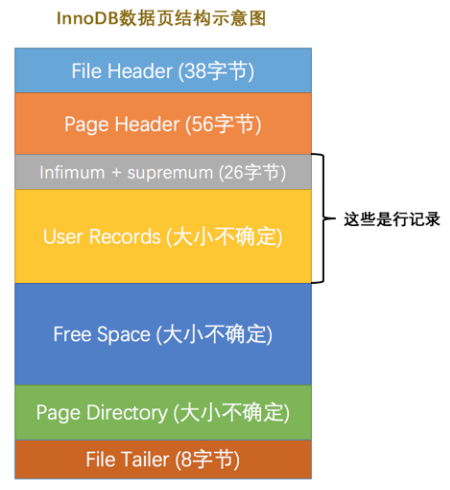 InnoDB数据页结构示意图
File Header (38字节)
Page Header (56字节)
Infimum + supremum (26字节)
User Records (大小不确定)
这些是行记录
Free Space (大小不确定)
Page Directory (大小不确定)
File Tailer (8字节)